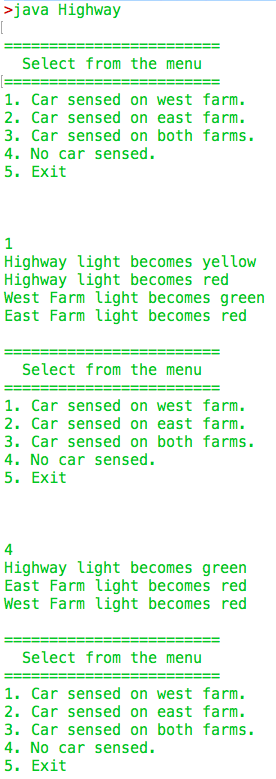 >java Highway
========================
  Select from the menu
========================
1. Car sensed on west farm.
2. Car sensed on east farm.
3. Car sensed on both farms.
4. No car sensed.
5. Exit
1
Highway light becomes yellow
Highway light becomes red
West Farm light becomes green
East Farm light becomes red
========================
  Select from the menu
========================
1. Car sensed on west farm.
2. Car sensed on east farm.
3. Car sensed on both farms.
4. No car sensed.
5. Exit
4
Highway light becomes green
East Farm light becomes red
West Farm light becomes red
========================
  Select from the menu
========================
1. Car sensed on west farm.
2. Car sensed on east farm.
3. Car sensed on both farms.
4. No car sensed.
5. Exit